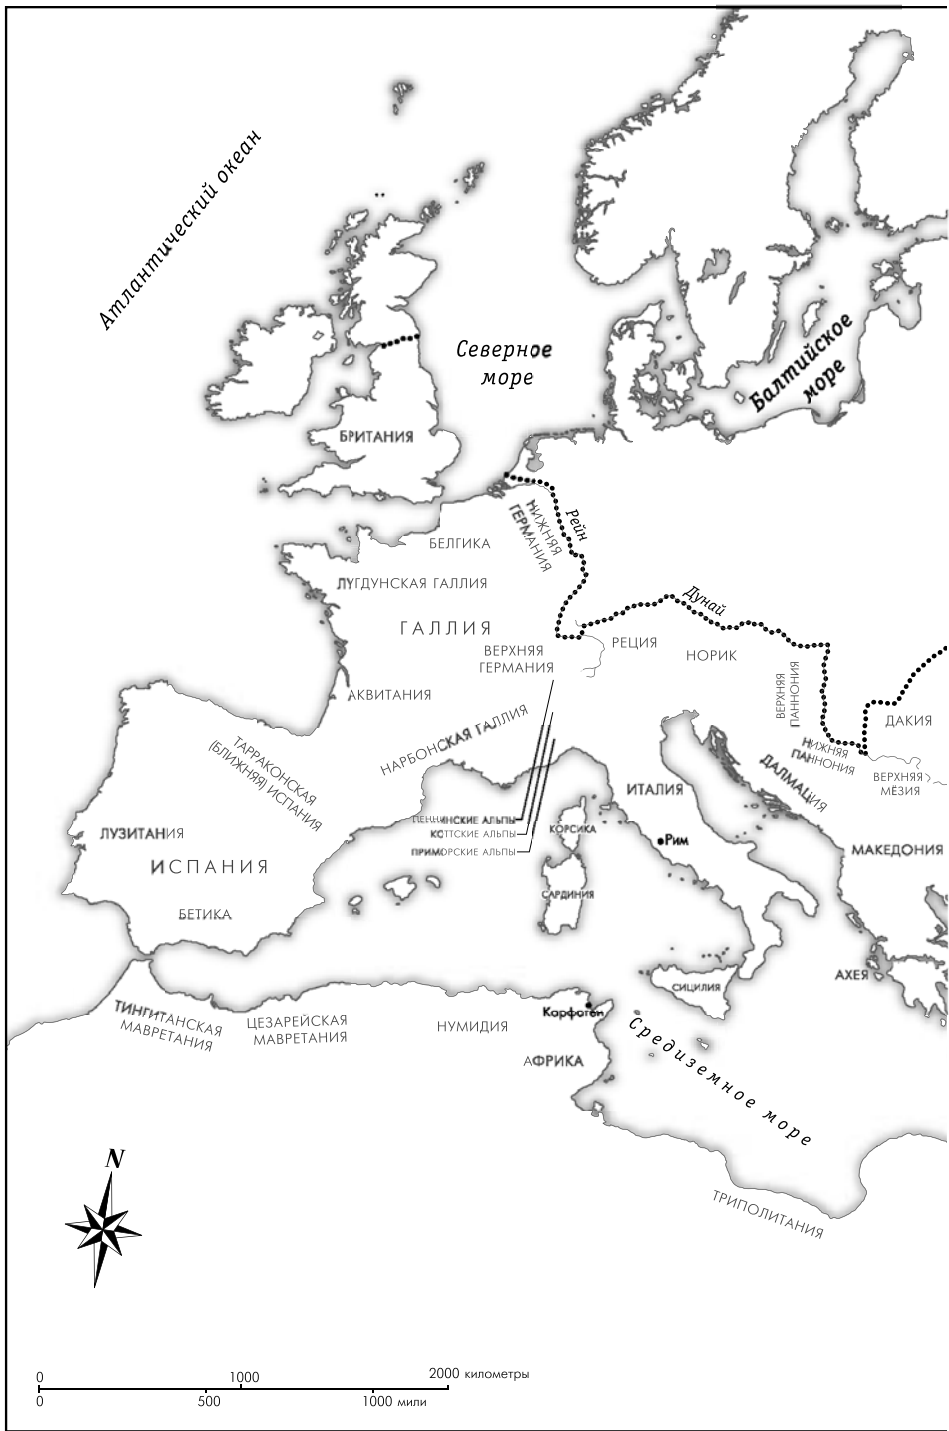 Атлантический океан
Северное
море
Балтийское
море
БРИТАНИЯ
НИЖНЯЯ
ГЕРМАНИЯ
Рейн
БЕЛГИКА
ЛУГДУНСКАЯ ГАЛЛИЯ
Дунай
ГАЛЛИЯ
ВЕРХНЯЯ
ГЕРМАНИЯ
РЕЦИЯ
НОРИК
АКВИТАНИЯ
ВЕРХНЯЯ
ПАННОНИЯ
ДАКИЯ
НАРБОНСКАЯ ГАЛЛИЯ
ТАРРАКОНСКАЯ
(БЛИЖНЯЯ) ИСПАНИЯ
НИЖНЯЯ
ПАННОНИЯ
ВЕРХНЯЯ
МЁЗИЯ
ДАЛМАЦИЯ
ИТАЛИЯ
ПЕННИНСКИЕ АЛЬПЫ
КОТТСКИЕ АЛЬПЫ
ПРИМОРСКИЕ АЛЬПЫ
КОРСИКА
Рим
ЛУЗИТАНИЯ
ИСПАНИЯ
МАКЕДОНИЯ
САРДИНИЯ
БЕТИКА
АХЕЯ
СИЦИЛИЯ
ТИНГИТАНСКАЯ
МАВРЕТАНИЯ
ЦЕЗАРЕЙСКАЯ
МАВРЕТАНИЯ
НУМИДИЯ
Карфаген
АФРИКА
Средиземное море
N
ТРИПОЛИТАНИЯ
0 1000 2000 километры
0 500 1000 мили